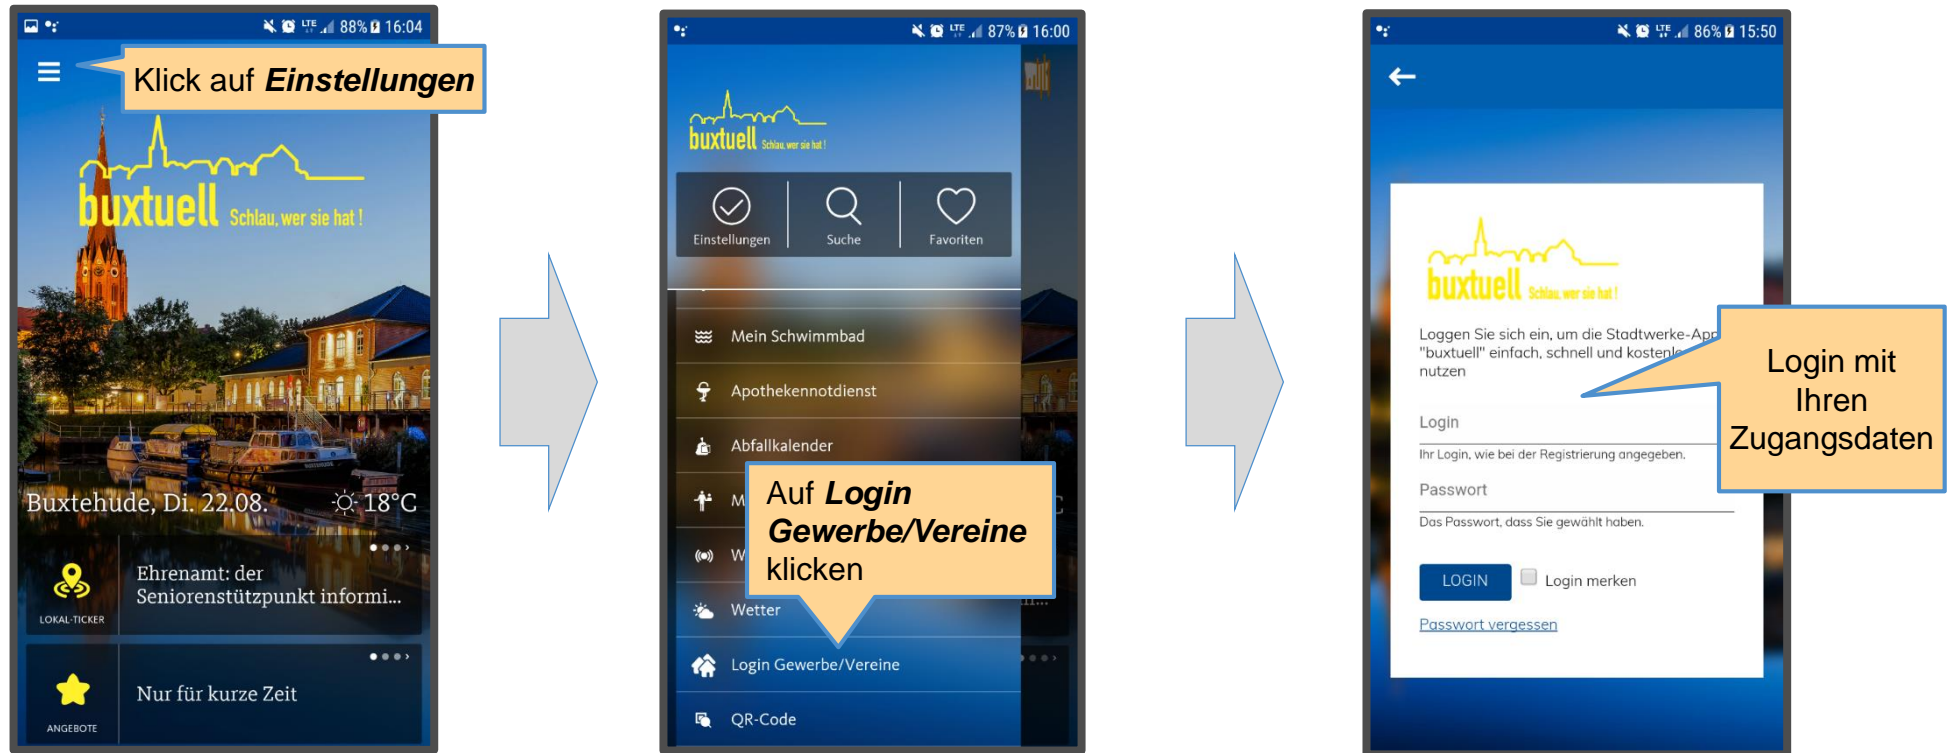 LTE 88% 16:04
Klick auf Einstellungen
buxtuell Schlau, wer sie hat !
Buxtehude, Di. 22.08. 18°C
Ehrenamt: der
Seniorenstützpunkt informi...
LOKAL-TICKER
Nur für kurze Zeit
ANGEBOTE
LTE 87% 16:00
buxtuell Schlau, wer sie hat !
Einstellungen Suche Favoriten
Mein Schwimmbad
Apothekennotdienst
Abfallkalender
M
W
Auf Login
Gewerbe/Vereine
klicken
Wetter
Login Gewerbe/Vereine
QR-Code
LTE 86% 15:50
buxtuell Schlau, wer sie hat !
Loggen Sie sich ein, um die Stadtwerke-App
"buxtuell" einfach, schnell und kostenlo
nutzen
Login
Ihr Login, wie bei der Registrierung angegeben.
Passwort
Das Passwort, dass Sie gewählt haben.
LOGIN Login merken
Passwort vergessen
Login mit
Ihren
Zugangsdaten